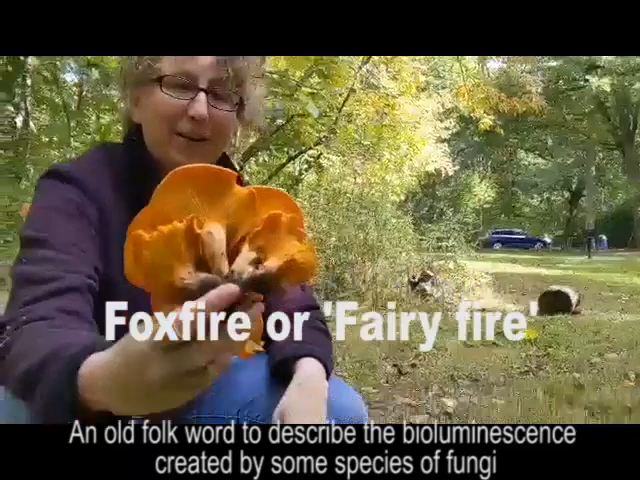 Foxfire or 'Fairy fire'
An old folk word to describe the bioluminescence
created by some species of fungi